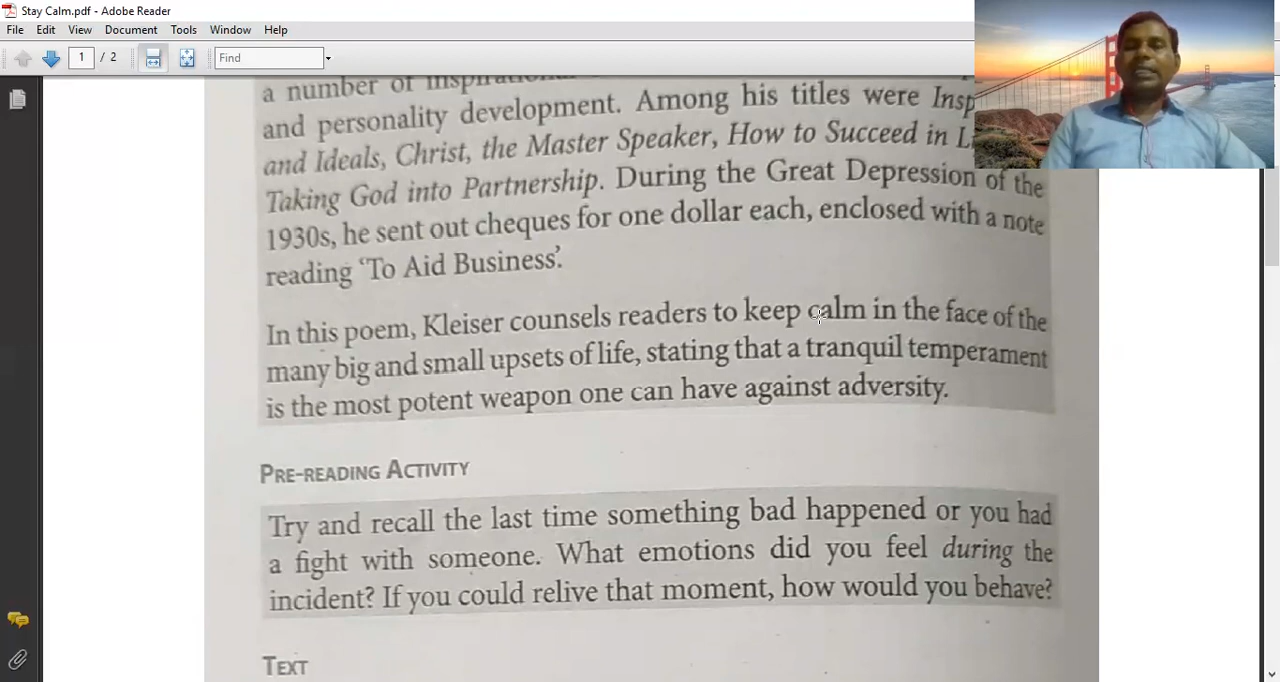 Stay Calm.pdf - Adobe Reader
File Edit View Document Tools Window Help
1 / 2 Find
a number of
and personality development. Among his titles were
and Ideals, Christ, the Master Speaker, How to Succeed in
Taking God into Partnership. During the Great Depression of the
1930s, he sent out cheques for one dollar each, enclosed with a note
reading ‘To Aid Business’.
In this poem, Kleiser counsels readers to keep calm in the face of the
many big and small upsets of life, stating that a tranquil temperament
is the most potent weapon one can have against adversity.
PRE-READING ACTIVITY
Try and recall the last time something bad happened or you had
a fight with someone. What emotions did you feel during the
incident? If you could relive that moment, how would you behave?
TEXT